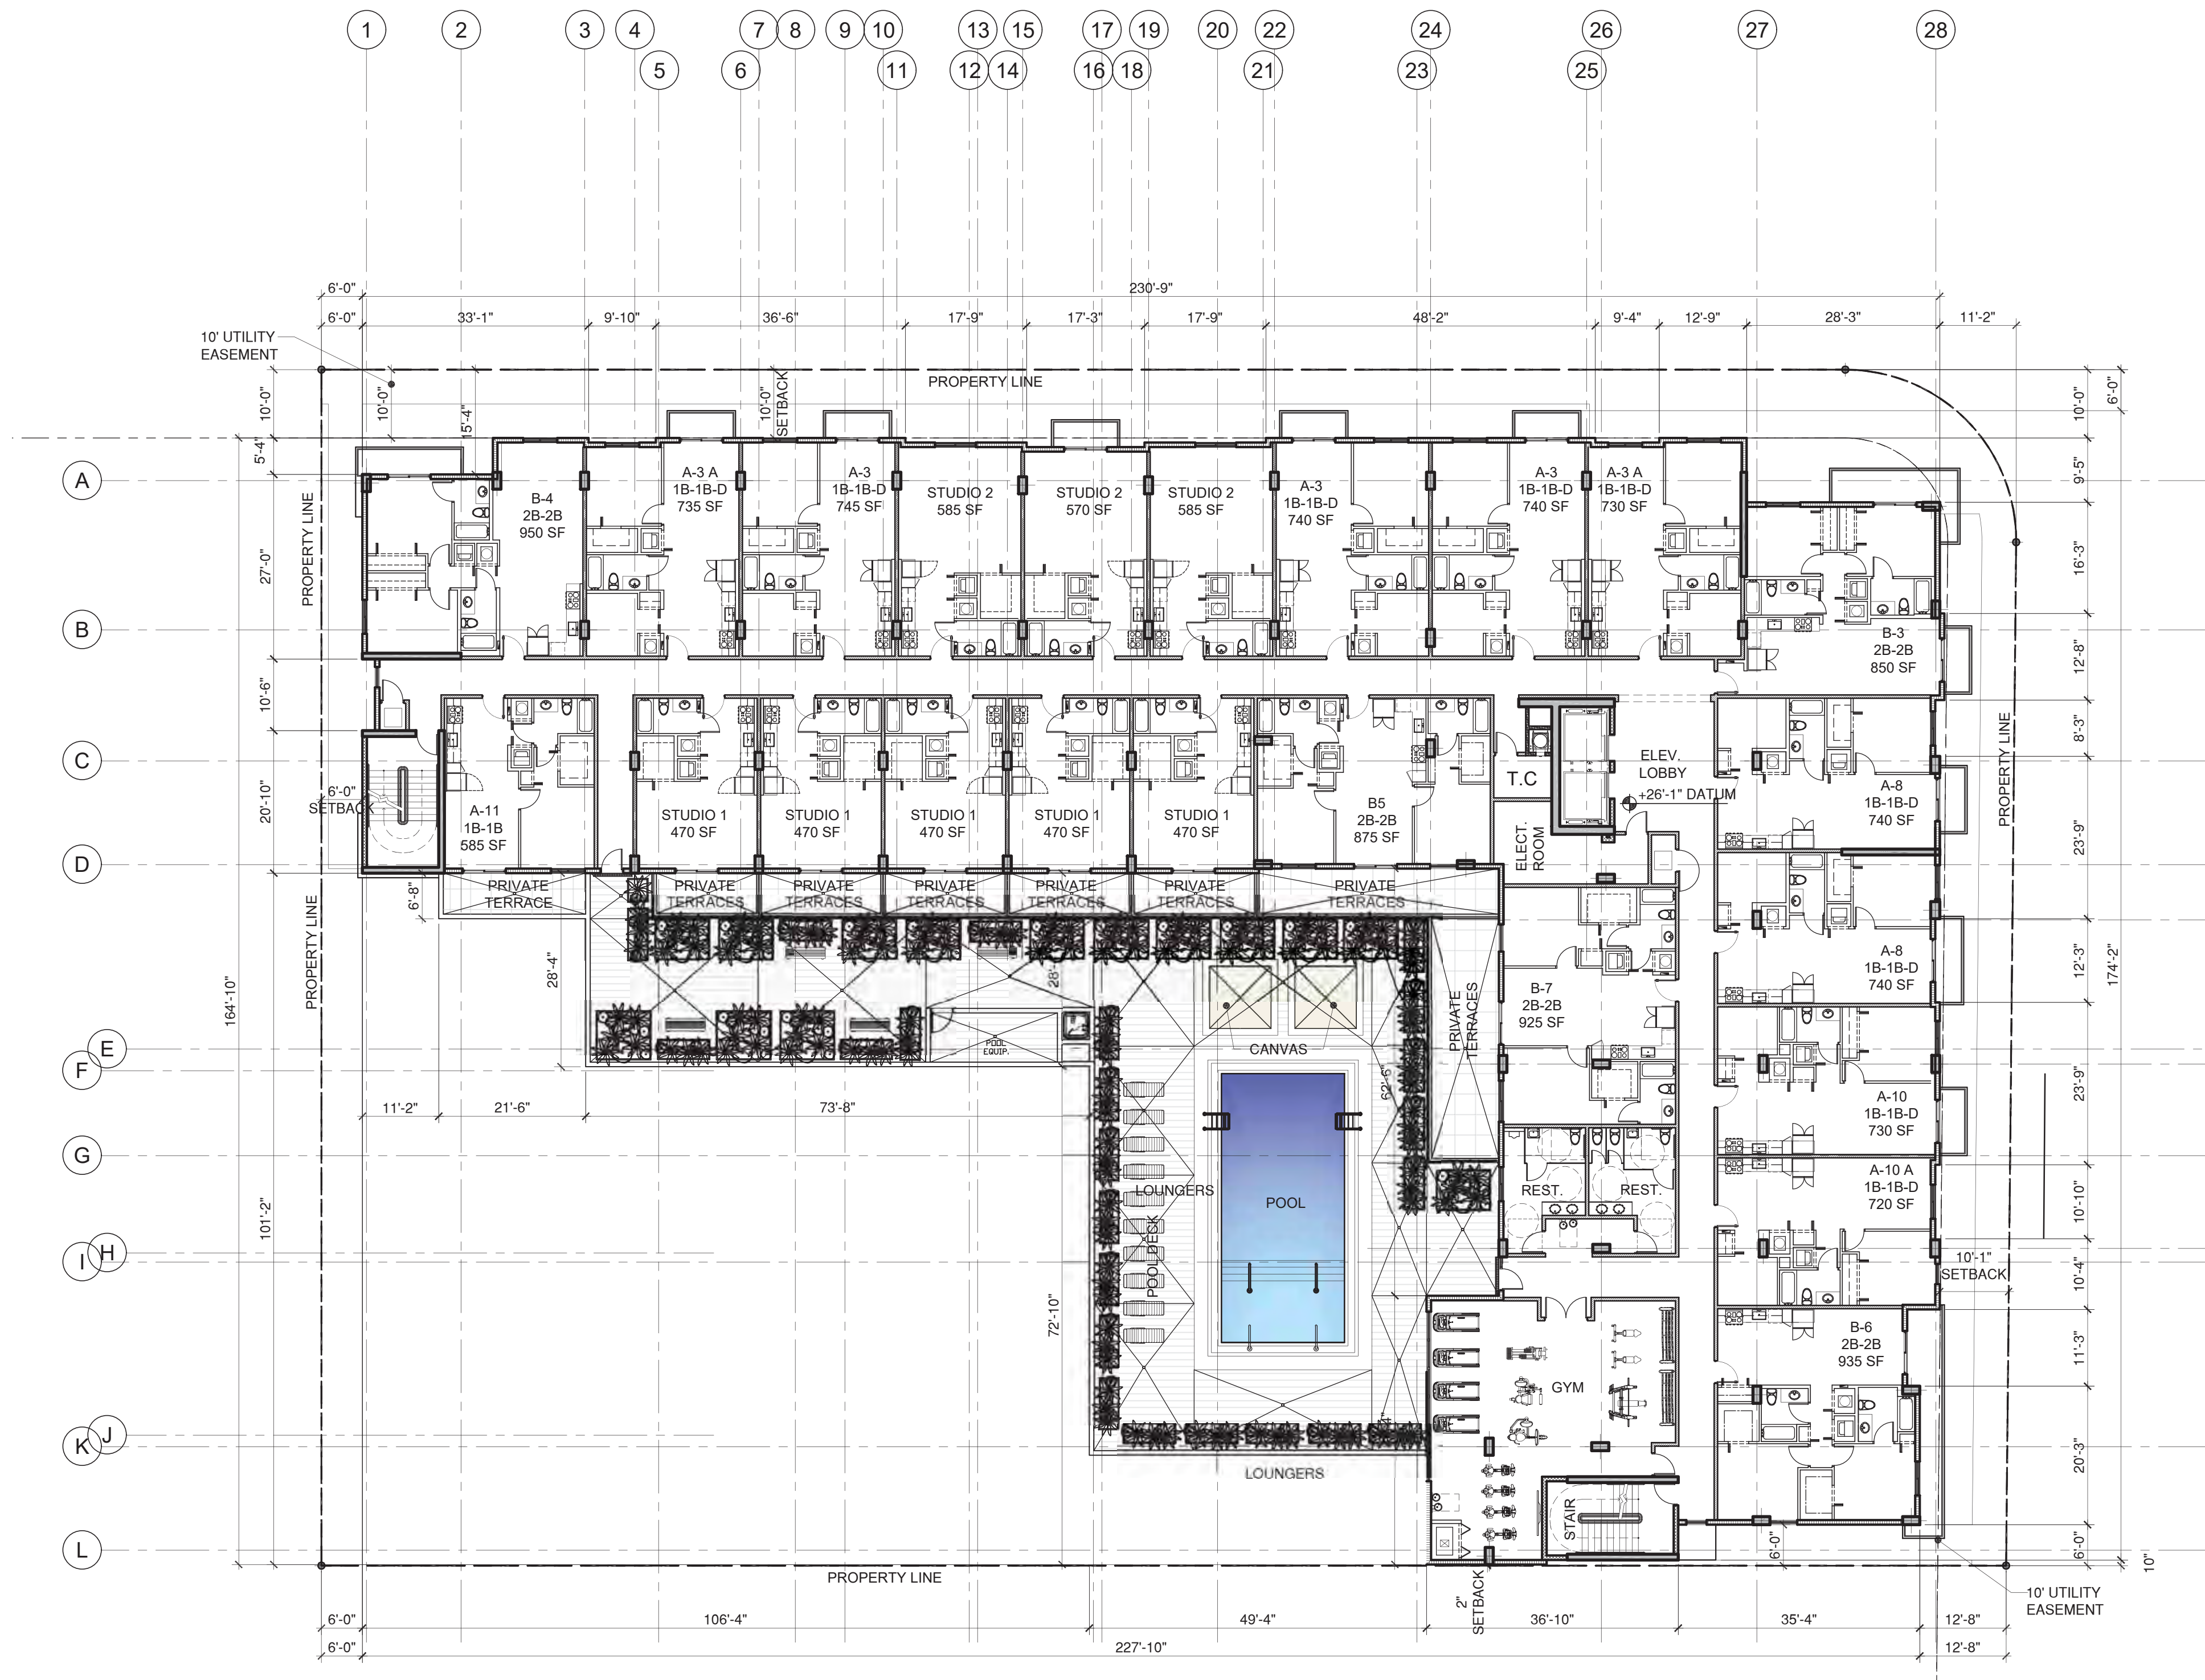 1
2
3
4
7
8
9
10
13
15
17
19
20
22
24
26
27
28
5
6
11
12
14
16
18
21
23
25
6'-0"
230'-9"
6'-0"
33'-1"
9'-10"
36'-6"
17'-9"
17'-3"
17'-9"
48'-2"
9'-4"
12'-9"
28'-3"
11'-2"
10' UTILITY
EASEMENT
PROPERTY LINE
10'-0"
5'-4"
27'-0"
10'-6"
20'-10"
164'-10"
101'-2"
10'-0"
15'-4"
10'-0"
SETBACK
10'-0"
6'-0"
9'-5"
16'-3"
12'-8"
8'-3"
23'-9"
12'-3"
174'-2"
23'-9"
10'-10"
10'-4"
11'-3"
20'-3"
6'-0"
10"
A
B
C
D
E
F
G
H
I
J
K
L
PROPERTY LINE
PROPERTY LINE
PROPERTY LINE
B-4
2B-2B
950 SF
A-3 A
1B-1B-D
735 SF
A-3
1B-1B-D
745 SF
STUDIO 2
585 SF
STUDIO 2
570 SF
STUDIO 2
585 SF
A-3
1B-1B-D
740 SF
A-3
1B-1B-D
740 SF
A-3 A
1B-1B-D
730 SF
B-3
2B-2B
850 SF
6'-0"
SETBACK
A-11
1B-1B
585 SF
STUDIO 1
470 SF
STUDIO 1
470 SF
STUDIO 1
470 SF
STUDIO 1
470 SF
STUDIO 1
470 SF
B5
2B-2B
875 SF
T.C
ELEV.
LOBBY
+26'-1" DATUM
ELECT.
ROOM
A-8
1B-1B-D
740 SF
PRIVATE
TERRACE
PRIVATE
TERRACES
PRIVATE
TERRACES
PRIVATE
TERRACES
PRIVATE
TERRACES
PRIVATE
TERRACES
PRIVATE
TERRACES
6'-8"
28'-4"
28'-
PRIVATE
TERRACES
A-8
1B-1B-D
740 SF
B-7
2B-2B
925 SF
POOL
EQUIP.
CANVAS
62'-6"
11'-2"
21'-6"
73'-8"
A-10
1B-1B-D
730 SF
A-10 A
1B-1B-D
720 SF
LOUNGERS
POOL DECK
POOL
REST.
REST.
10'-1"
SETBACK
72'-10"
B-6
2B-2B
935 SF
GYM
LOUNGERS
STAIR
6'-0"
PROPERTY LINE
2"
SETBACK
10' UTILITY
EASEMENT
6'-0"
106'-4"
49'-4"
36'-10"
35'-4"
12'-8"
6'-0"
227'-10"
12'-8"